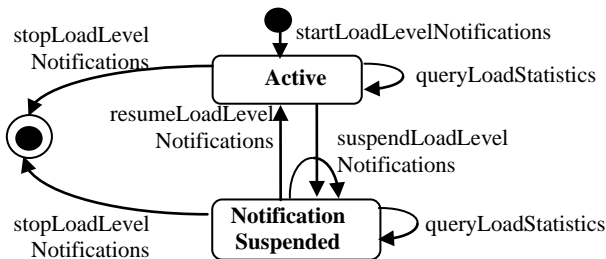 stopLoadLevel
Notifications
startLoadLevelNotifications
Active
queryLoadStatistics
resumeLoadLevel
Notifications
suspendLoadLevel
Notifications
stopLoadLevel
Notifications
Notification
Suspended
queryLoadStatistics